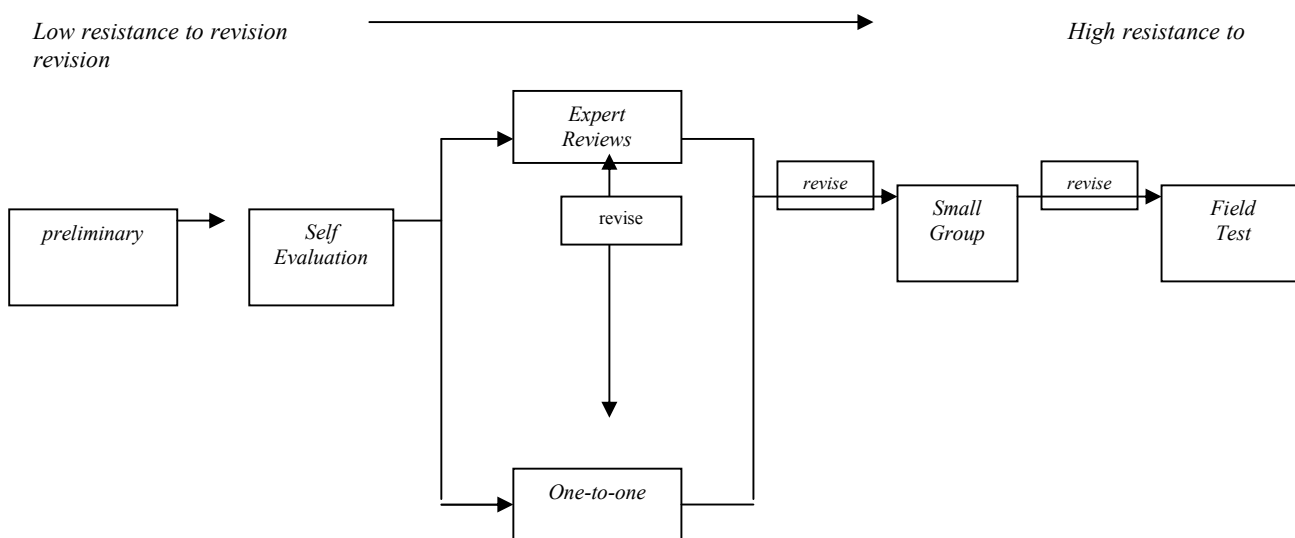 Low resistance to revision
High resistance to
revision
Expert
Reviews
revise
revise
preliminary
Self
Evaluation
revise
Small
Group
Field
Test
One-to-one